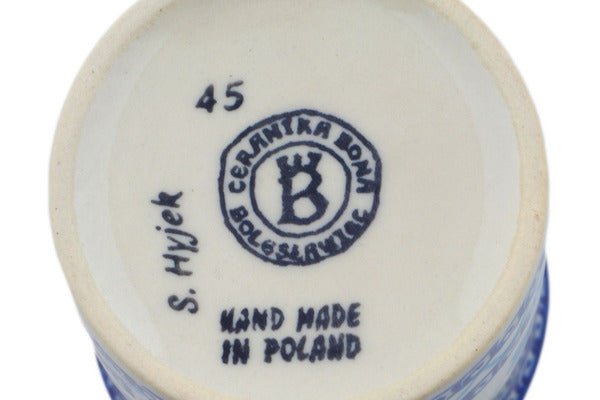 45
CERAMIKA BONA
B
BOLESŁAWIEC
S. Hyjek
HAND MADE
IN POLAND